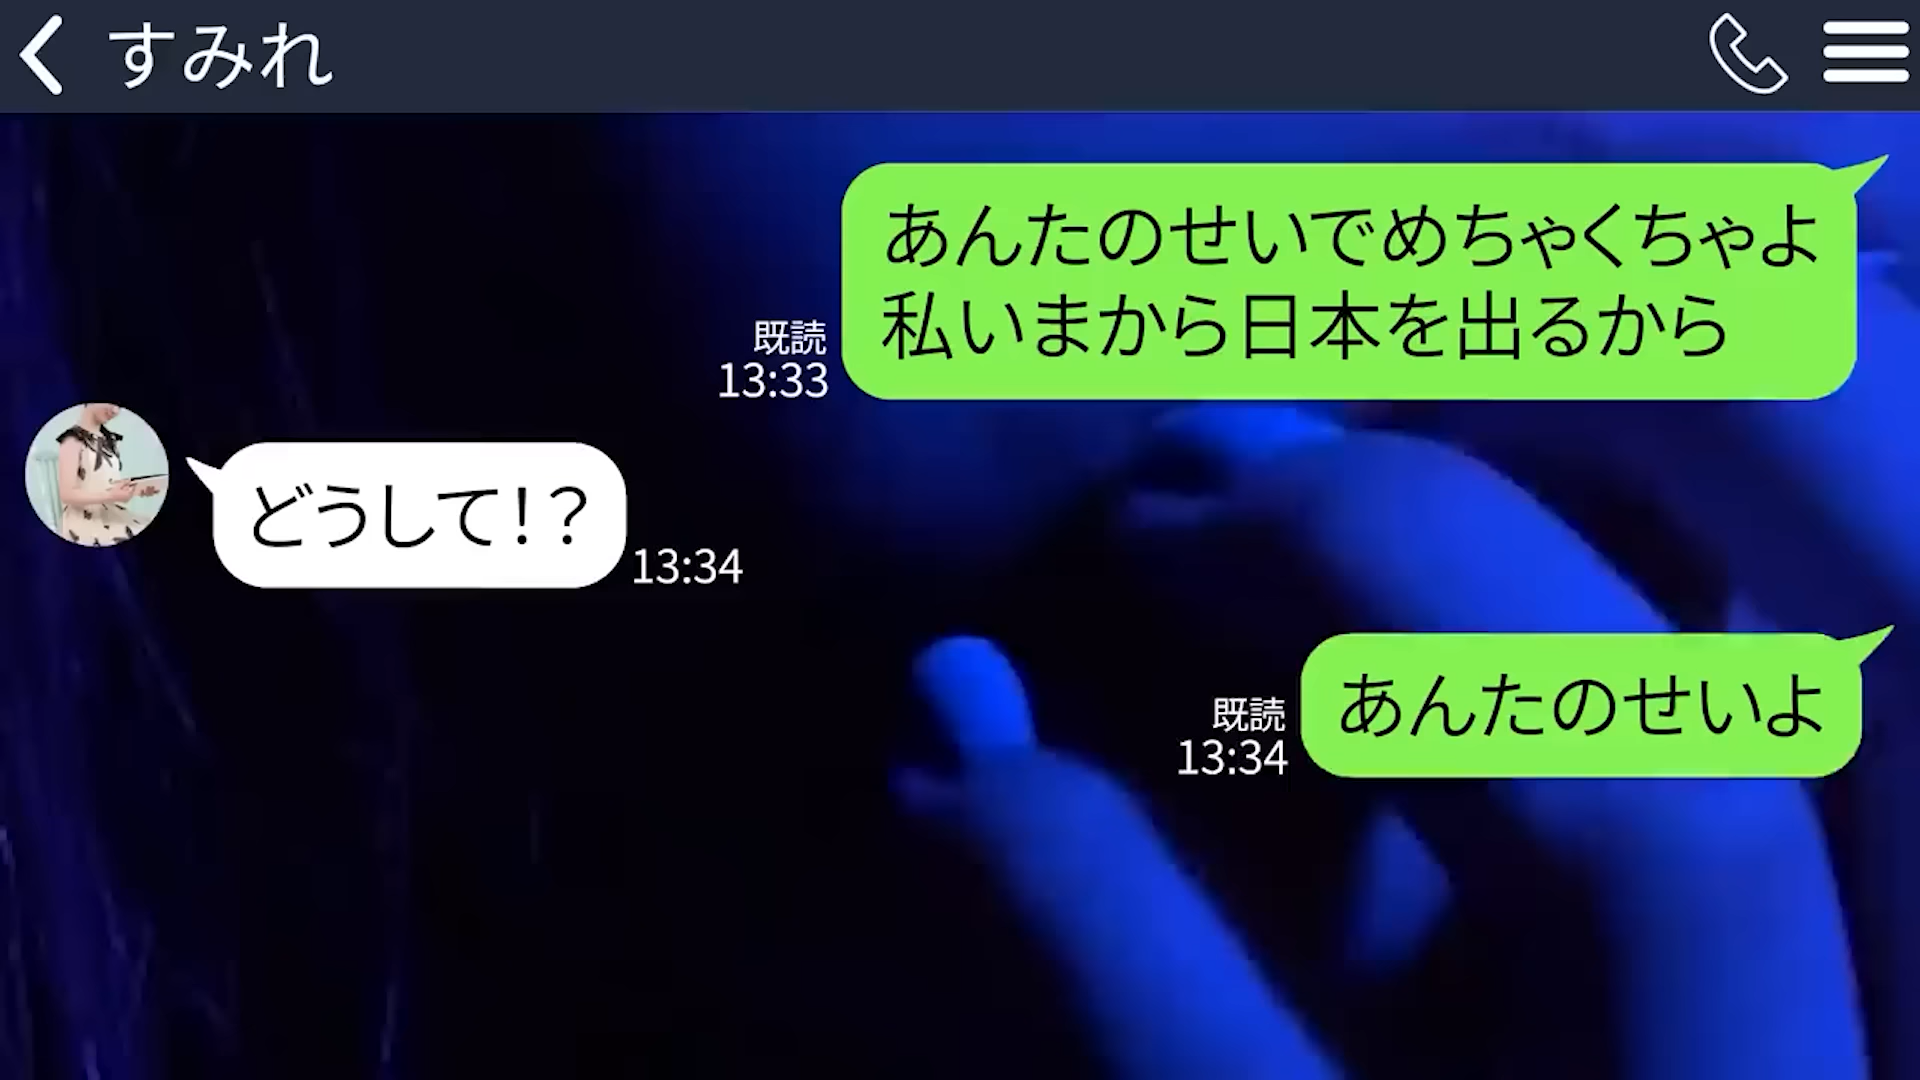 すみれ
あんたのせいでめちゃくちゃよ
私いまから日本を出るから
既読
13:33
どうして！？
13:34
あんたのせいよ
既読
13:34